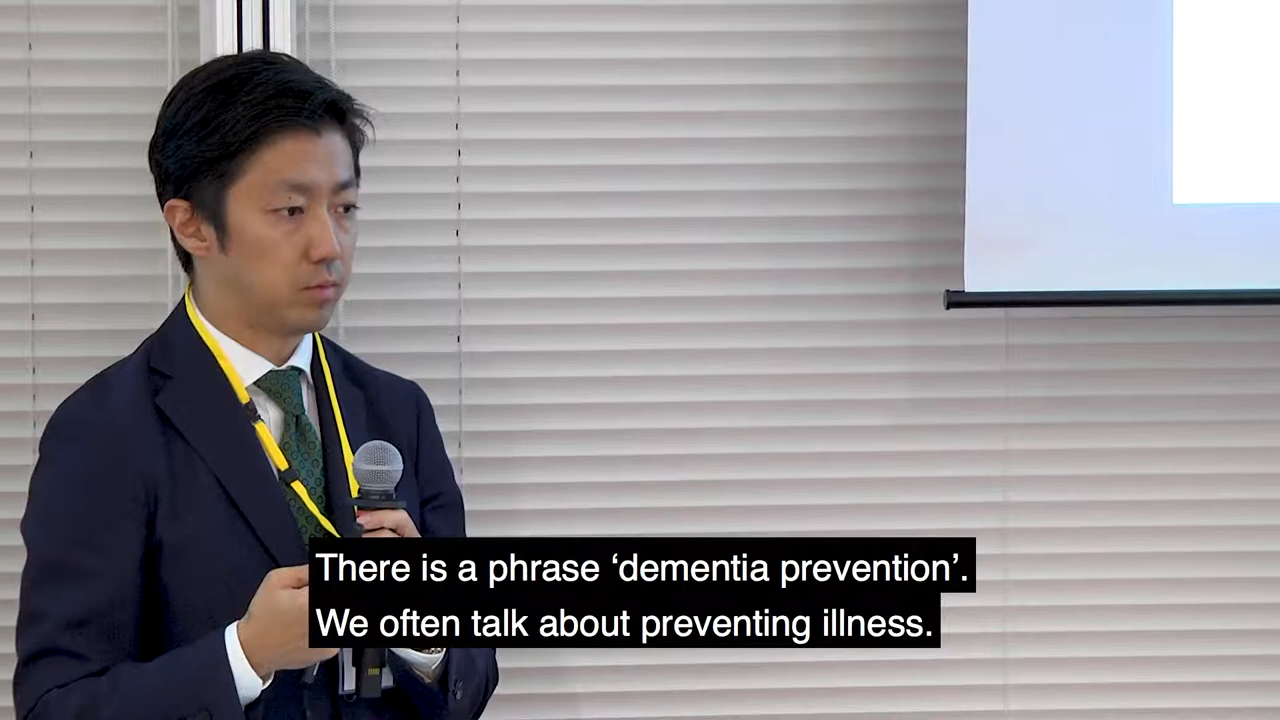 There is a phrase ‘dementia prevention’.
We often talk about preventing illness.